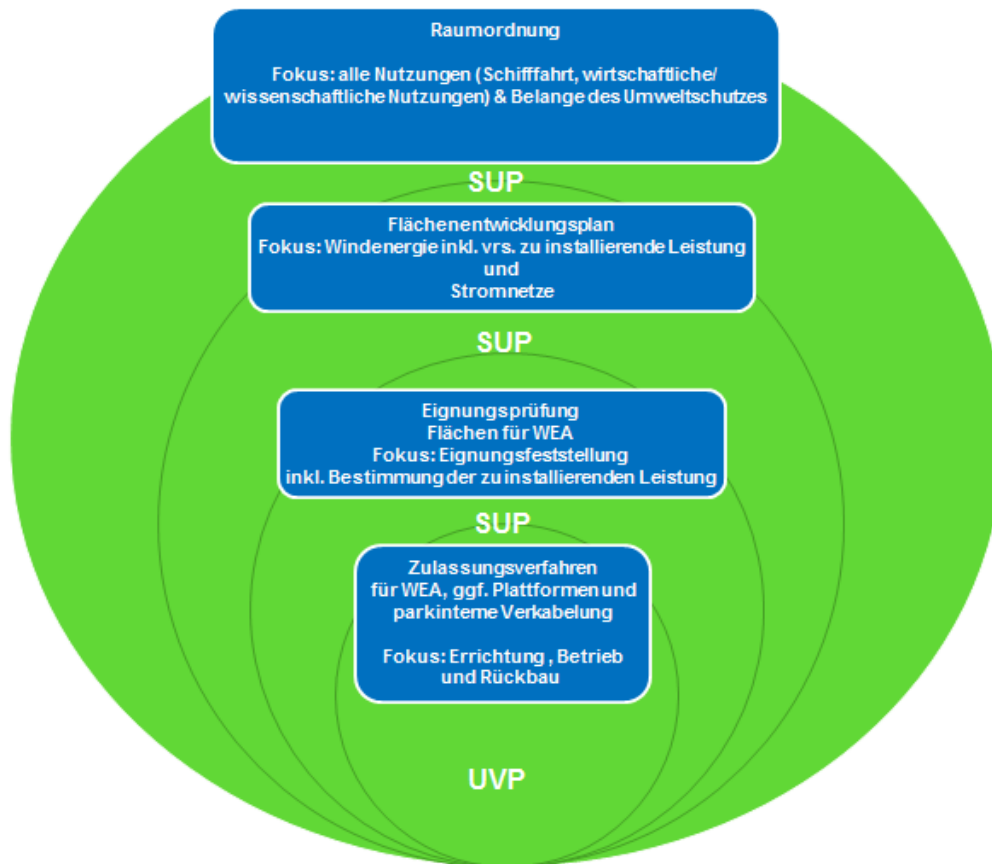 Raumordnung
Fokus: alle Nutzungen (Schifffahrt, wirtschaftliche/
wissenschaftliche Nutzungen) & Belange des Umweltschutzes
SUP
Flächenentwicklungsplan
Fokus: Windenergie inkl. vrs. zu installierende Leistung
und
Stromnetze
SUP
Eignungsprüfung
Flächen für WEA
Fokus: Eignungsfeststellung
inkl. Bestimmung der zu installierenden Leistung
SUP
Zulassungsverfahren
für WEA, ggf. Plattformen und
parkinterne Verkabelung
Fokus: Errichtung , Betrieb
und Rückbau
UVP